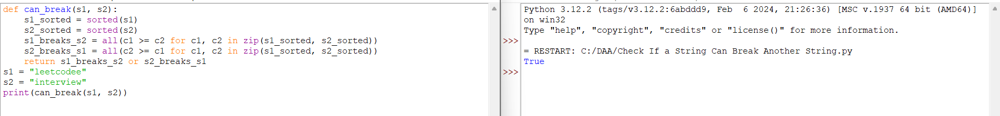 def can_break(s1, s2):
    s1_sorted = sorted(s1)
    s2_sorted = sorted(s2)
    s1_breaks_s2 = all(c1 >= c2 for c1, c2 in zip(s1_sorted, s2_sorted))
    s2_breaks_s1 = all(c2 >= c1 for c1, c2 in zip(s1_sorted, s2_sorted))
    return s1_breaks_s2 or s2_breaks_s1
s1 = "leetcodee"
s2 = "interview"
print(can_break(s1, s2))
Python 3.12.2 (tags/v3.12.2:6abddd9, Feb  6 2024, 21:26:36) [MSC v.1937 64 bit (AMD64)]
on win32
Type "help", "copyright", "credits" or "license()" for more information.
>>>
= RESTART: C:/DAA/Check If a String Can Break Another String.py
True
>>>